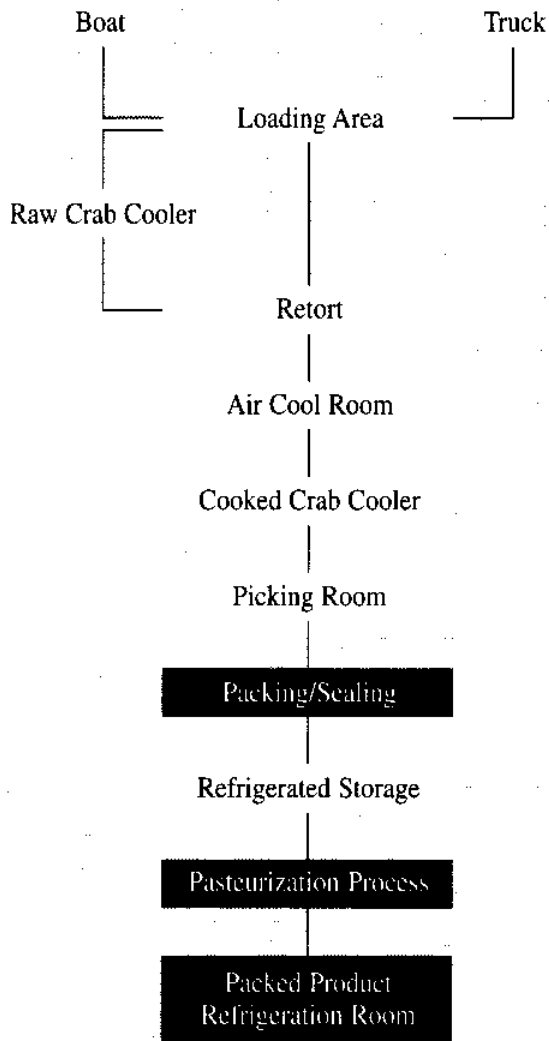 Boat
Truck
Loading Area
Raw Crab Cooler
Retort
Air Cool Room
Cooked Crab Cooler
Picking Room
Packing/Sealing
Refrigerated Storage
Pasteurization Process
Packed Product
Refrigeration Room